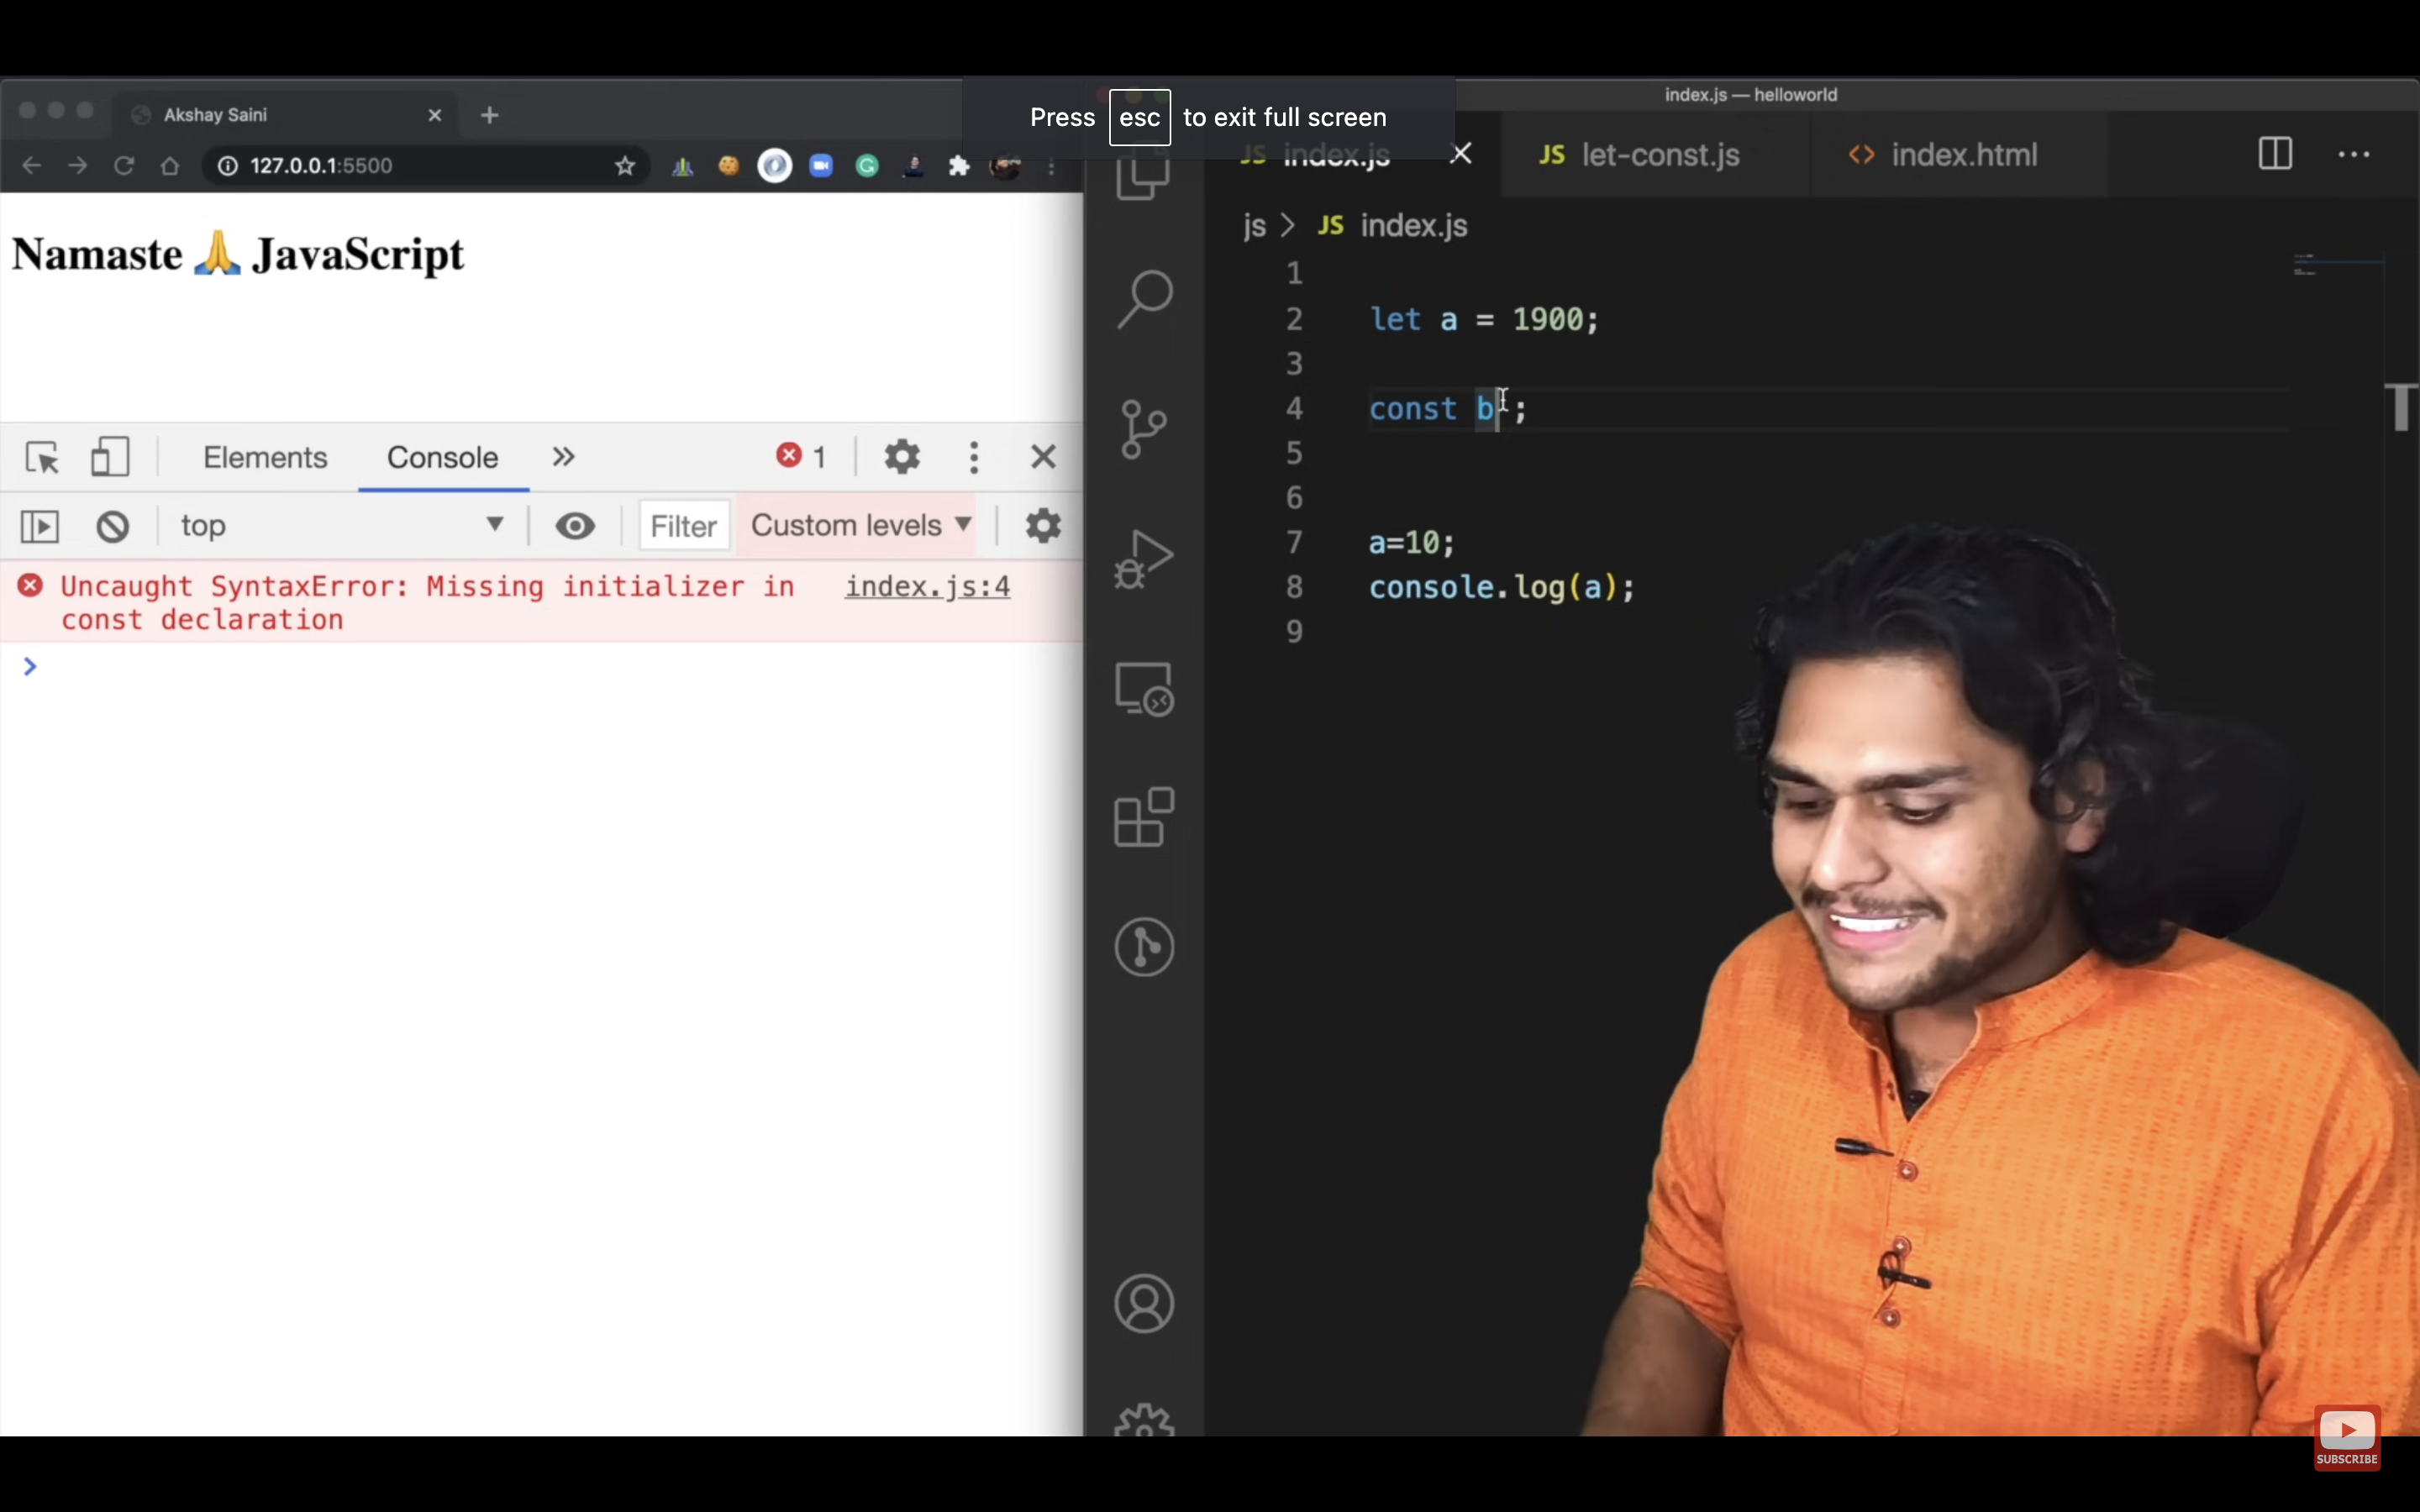 Press esc to exit full screen
Akshay Saini
127.0.0.1:5500
Namaste 🙏 JavaScript
Elements Console 1
top Filter Custom levels
Uncaught SyntaxError: Missing initializer in index.js:4
const declaration
index.js — helloworld
JS index.js JS let-const.js index.html
js > JS index.js
1
2 let a = 1900;
3
4 const b ;
5
6
7 a=10;
8 console.log(a);
9
SUBSCRIBE